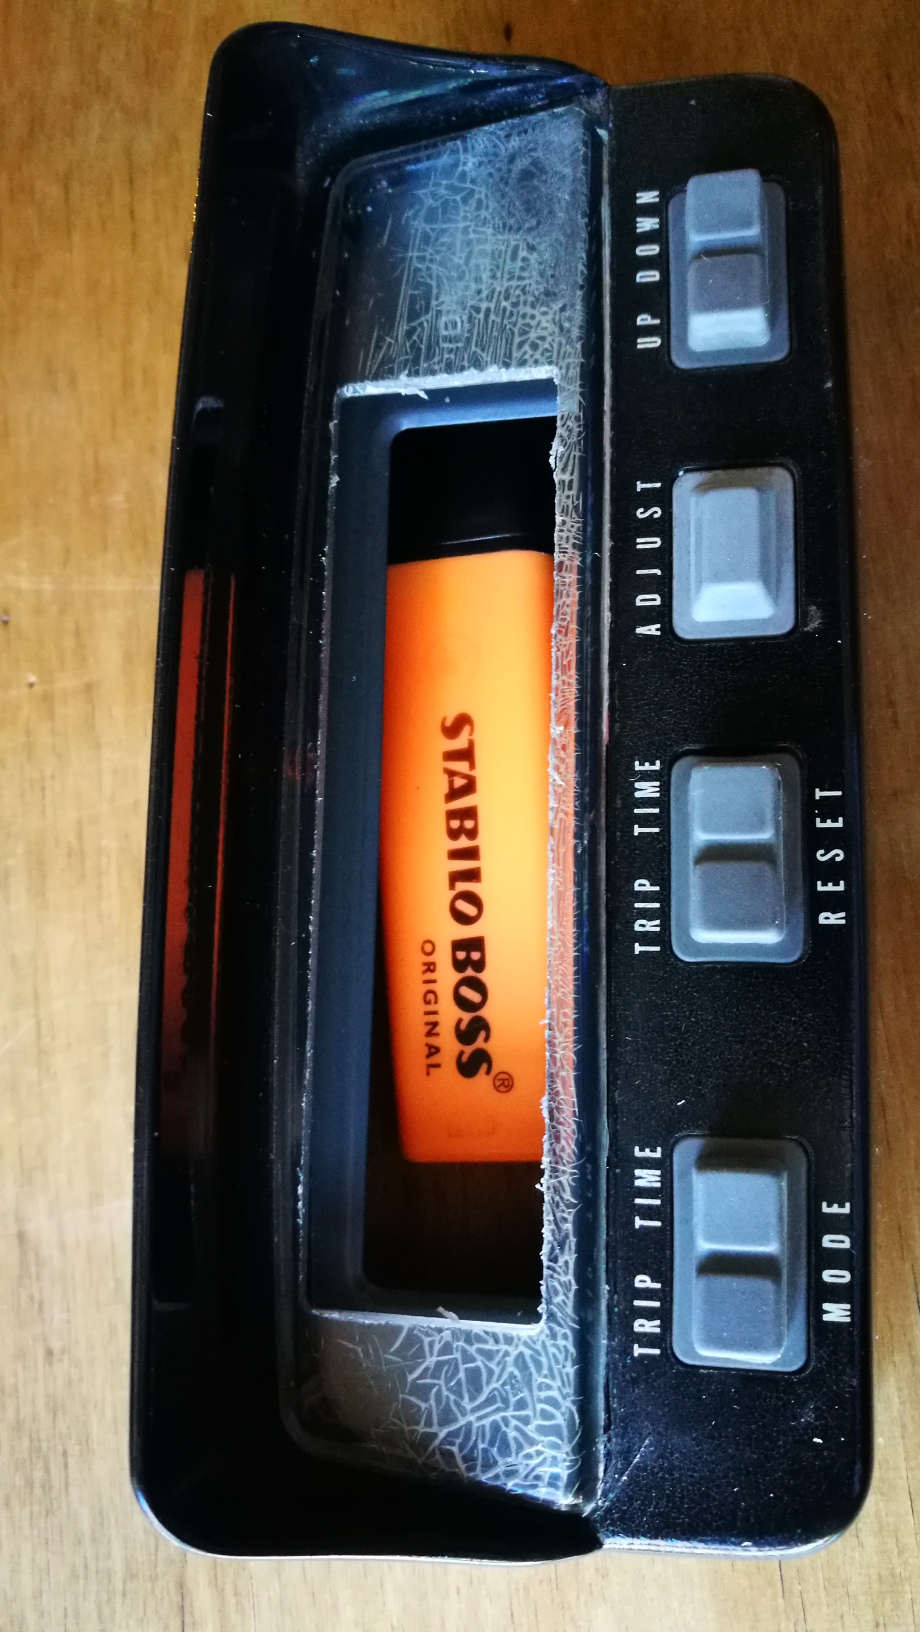 TRIP TIME
MODE
TRIP TIME
RESET
ADJUST
UP DOWN
STABILO BOSS
ORIGINAL
®